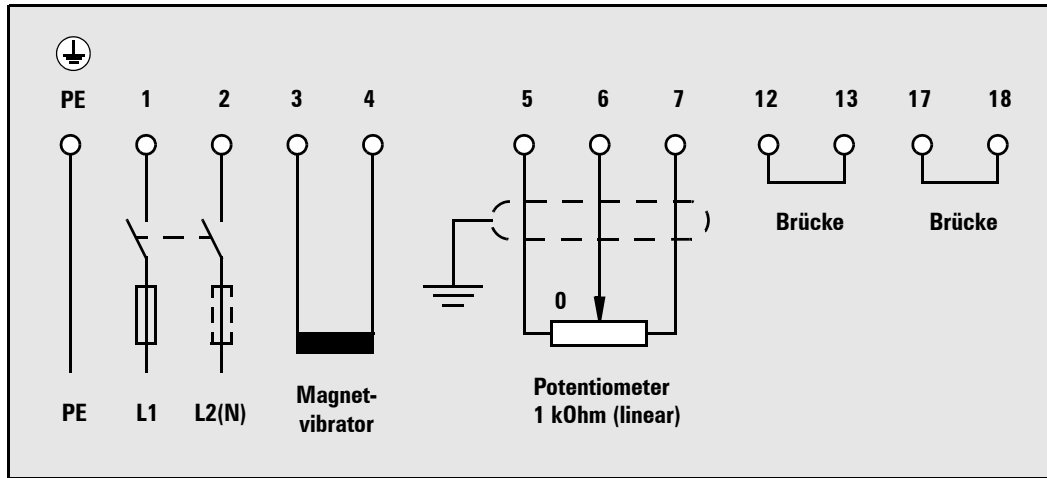 PE 1 2 3 4 5 6 7 12 13 17 18
Brücke Brücke
0
PE L1 L2(N)
Magnet-
vibrator
Potentiometer
1 kOhm (linear)